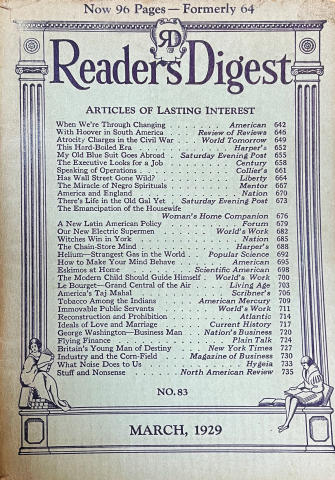 Now 96 Pages — Formerly 64
RD
Readers Digest
ARTICLES OF LASTING INTEREST
When We're Through Changing . . . . . American 642
With Hoover in South America . . Review of Reviews 646
Atrocity Charges in the Civil War . . World Tomorrow 649
This Hard-Boiled Era . . . . . . . . Harper's 652
My Old Blue Suit Goes Abroad . . Saturday Evening Post 655
The Executive Looks for a Job . . . . . Century 658
Speaking of Operations . . . . . . . . Collier's 661
Has Wall Street Gone Wild? . . . . . . Liberty 664
The Miracle of Negro Spirituals . . . . . Mentor 667
America and England . . . . . . . . Nation 670
There's Life in the Old Gal Yet . Saturday Evening Post 673
The Emancipation of the Housewife
Woman's Home Companion 676
A New Latin American Policy . . . . . . Forum 679
Our New Electric Supermen . . . . World's Work 682
Witches Win in York . . . . . . . . Nation 685
The Chain-Store Mind . . . . . . . . Harper's 688
Helium—Strangest Gas in the World . . Popular Science 692
How to Make Your Mind Behave . . . . American 695
Eskimos at Home . . . . . . Scientific American 698
The Modern Child Should Guide Himself . World's Work 700
Le Bourget—Grand Central of the Air . . Living Age 703
America's Taj Mahal . . . . . . . . Scribner's 706
Tobacco Among the Indians . . . American Mercury 709
Immovable Public Servants . . . . World's Work 711
Reconstruction and Prohibition . . . . . Atlantic 714
Ideals of Love and Marriage . . . Current History 717
George Washington—Business Man . Nation's Business 720
Flying Finance . . . . . . . . . Plain Talk 724
Britain's Young Man of Destiny . . New York Times 727
Industry and the Corn-Field . . Magazine of Business 730
What Noise Does to Us . . . . . . . Hygeia 733
Stuff and Nonsense . . . . North American Review 735
NO. 83
MARCH, 1929